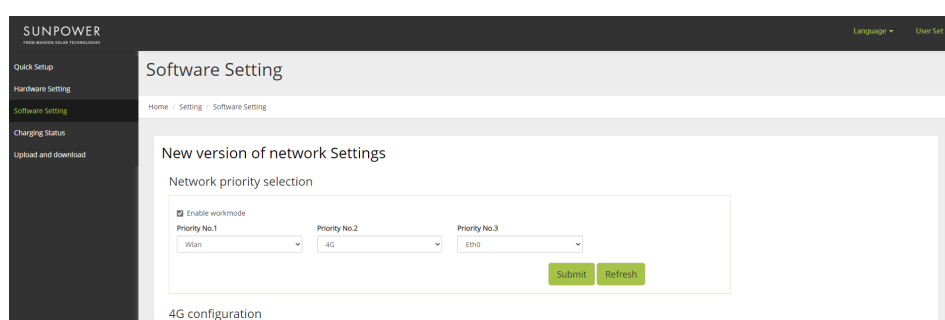 SUNPOWER
FROM MAXEON SOLAR TECHNOLOGIES
Language
User Set
Quick Setup
Hardware Setting
Software Setting
Charging Status
Upload and download
Software Setting
Home / Setting / Software Setting
New version of network Settings
Network priority selection
Enable workmode
Priority No.1 Priority No.2 Priority No.3
Wlan 4G Eth0
Submit Refresh
4G configuration